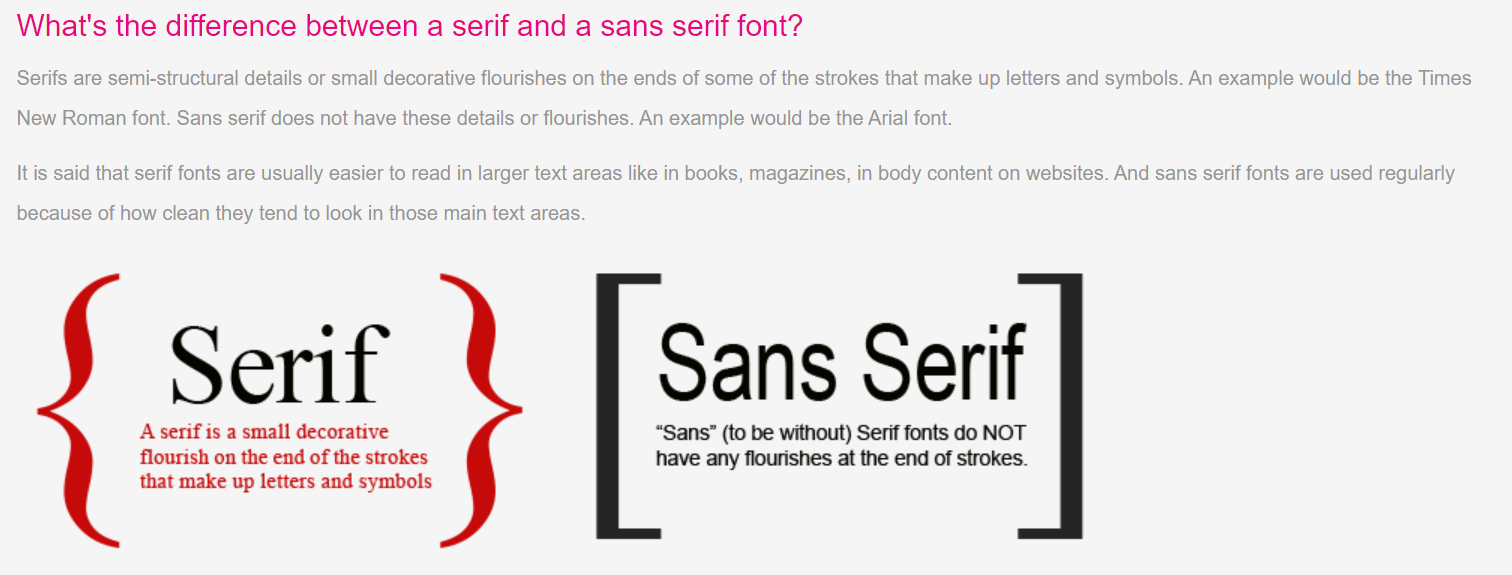 What's the difference between a serif and a sans serif font?
Serifs are semi-structural details or small decorative flourishes on the ends of some of the strokes that make up letters and symbols. An example would be the Times
New Roman font. Sans serif does not have these details or flourishes. An example would be the Arial font.
It is said that serif fonts are usually easier to read in larger text areas like in books, magazines, in body content on websites. And sans serif fonts are used regularly
because of how clean they tend to look in those main text areas.
Serif
A serif is a small decorative
flourish on the end of the strokes
that make up letters and symbols
Sans Serif
“Sans” (to be without) Serif fonts do NOT
have any flourishes at the end of strokes.